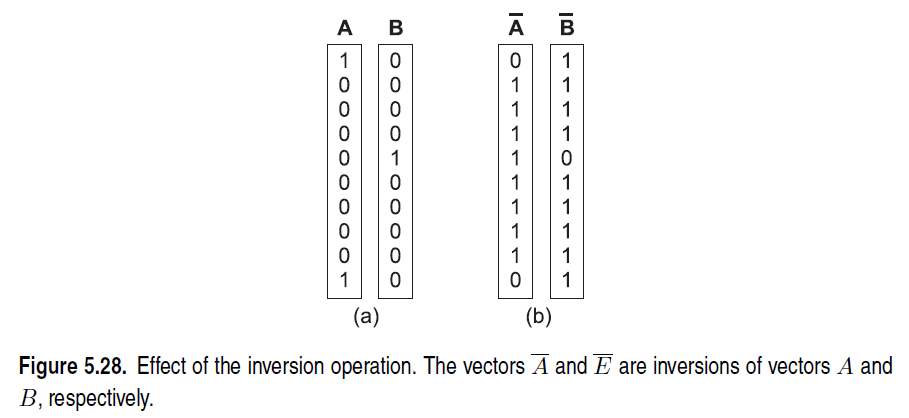 A B A̅ B̅
1 0 0 1
0 0 1 1
0 0 1 1
0 0 1 1
0 1 1 0
0 0 1 1
0 0 1 1
0 0 1 1
0 0 1 1
1 0 0 1
(a) (b)
Figure 5.28. Effect of the inversion operation. The vectors A̅ and E̅ are inversions of vectors A and
B, respectively.